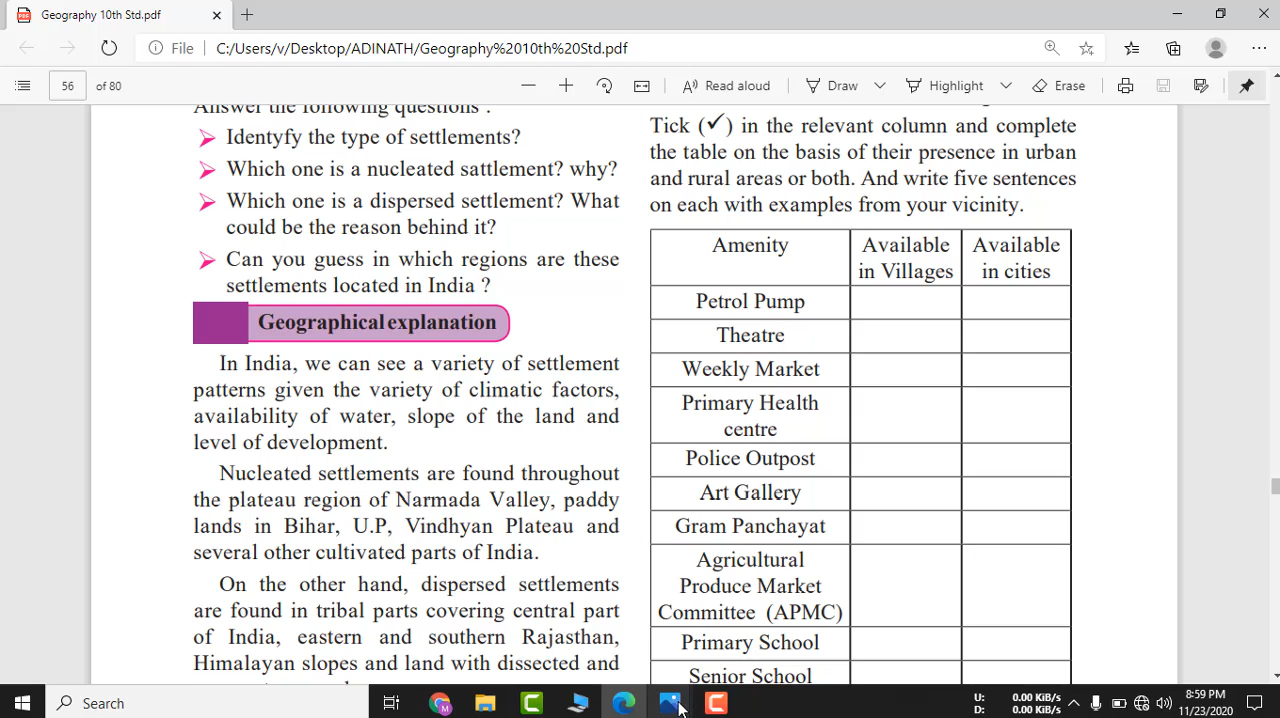 Geography 10th Std.pdf
File C:/Users/v/Desktop/ADINATH/Geography%2010th%20Std.pdf
56 of 80 Read aloud Draw Highlight Erase
Answer the following questions :
Identyfy the type of settlements?
Which one is a nucleated sattlement? why?
Which one is a dispersed settlement? What
could be the reason behind it?
Can you guess in which regions are these
settlements located in India ?
Geographical explanation
In India, we can see a variety of settlement
patterns given the variety of climatic factors,
availability of water, slope of the land and
level of development.
Nucleated settlements are found throughout
the plateau region of Narmada Valley, paddy
lands in Bihar, U.P, Vindhyan Plateau and
several other cultivated parts of India.
On the other hand, dispersed settlements
are found in tribal parts covering central part
of India, eastern and southern Rajasthan,
Himalayan slopes and land with dissected and
Tick (✓) in the relevant column and complete
the table on the basis of their presence in urban
and rural areas or both. And write five sentences
on each with examples from your vicinity.
Amenity Available in Villages Available in cities
Petrol Pump
Theatre
Weekly Market
Primary Health
centre
Police Outpost
Art Gallery
Gram Panchayat
Agricultural
Produce Market
Committee (APMC)
Primary School
Senior School
Search
U: 0.00 KiB/s
D: 0.00 KiB/s
8:59 PM
11/23/2020